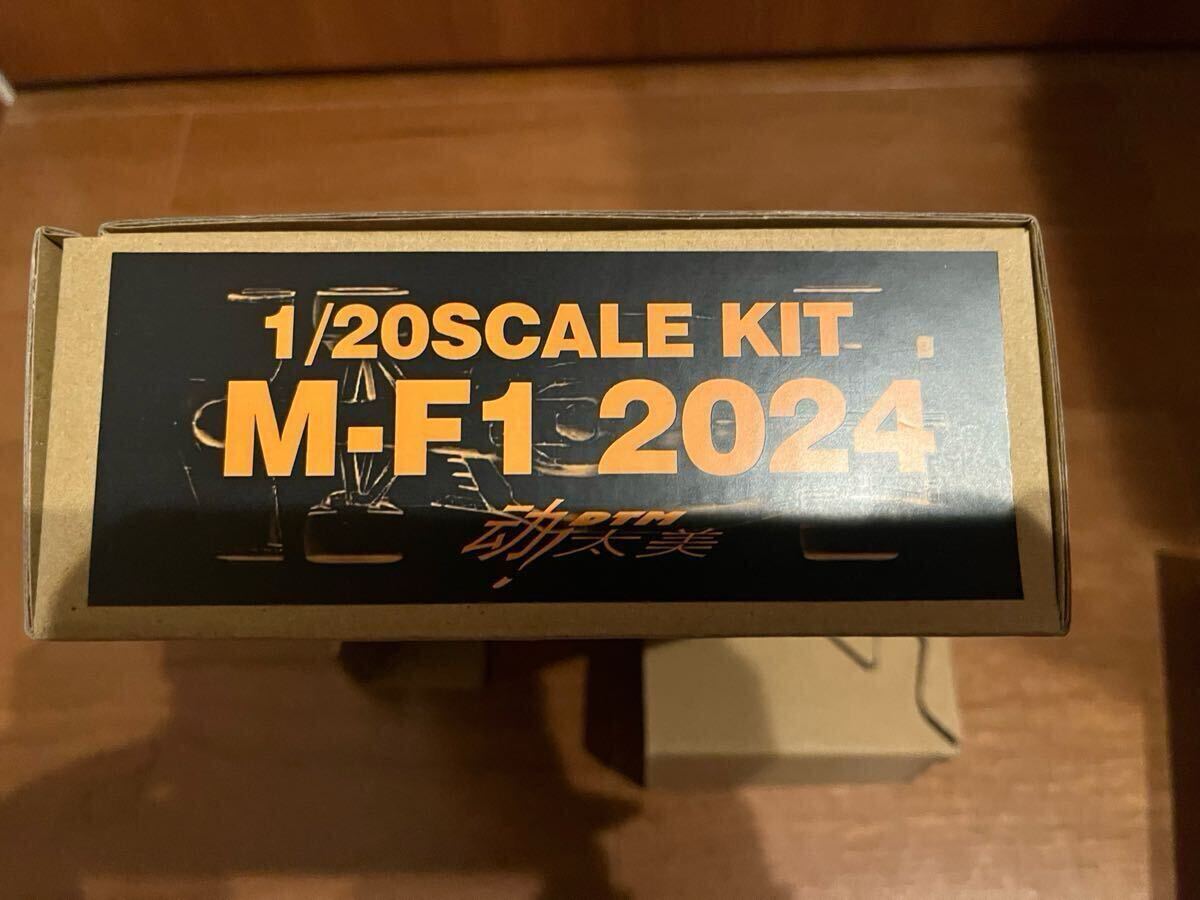 1/20SCALE KIT
M-F1 2024
DTM
动太美